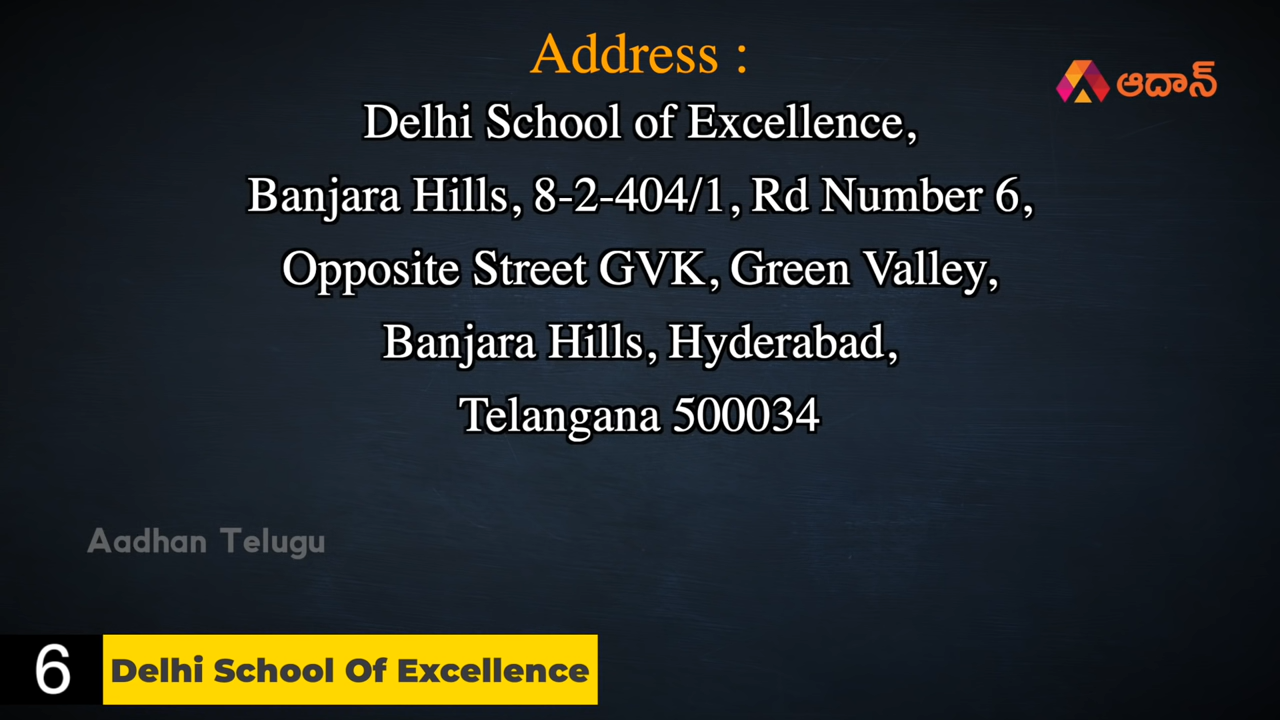 Address :
ఆదాన్
Delhi School of Excellence,
Banjara Hills, 8-2-404/1, Rd Number 6,
Opposite Street GVK, Green Valley,
Banjara Hills, Hyderabad,
Telangana 500034
Aadhan Telugu
6
Delhi School Of Excellence